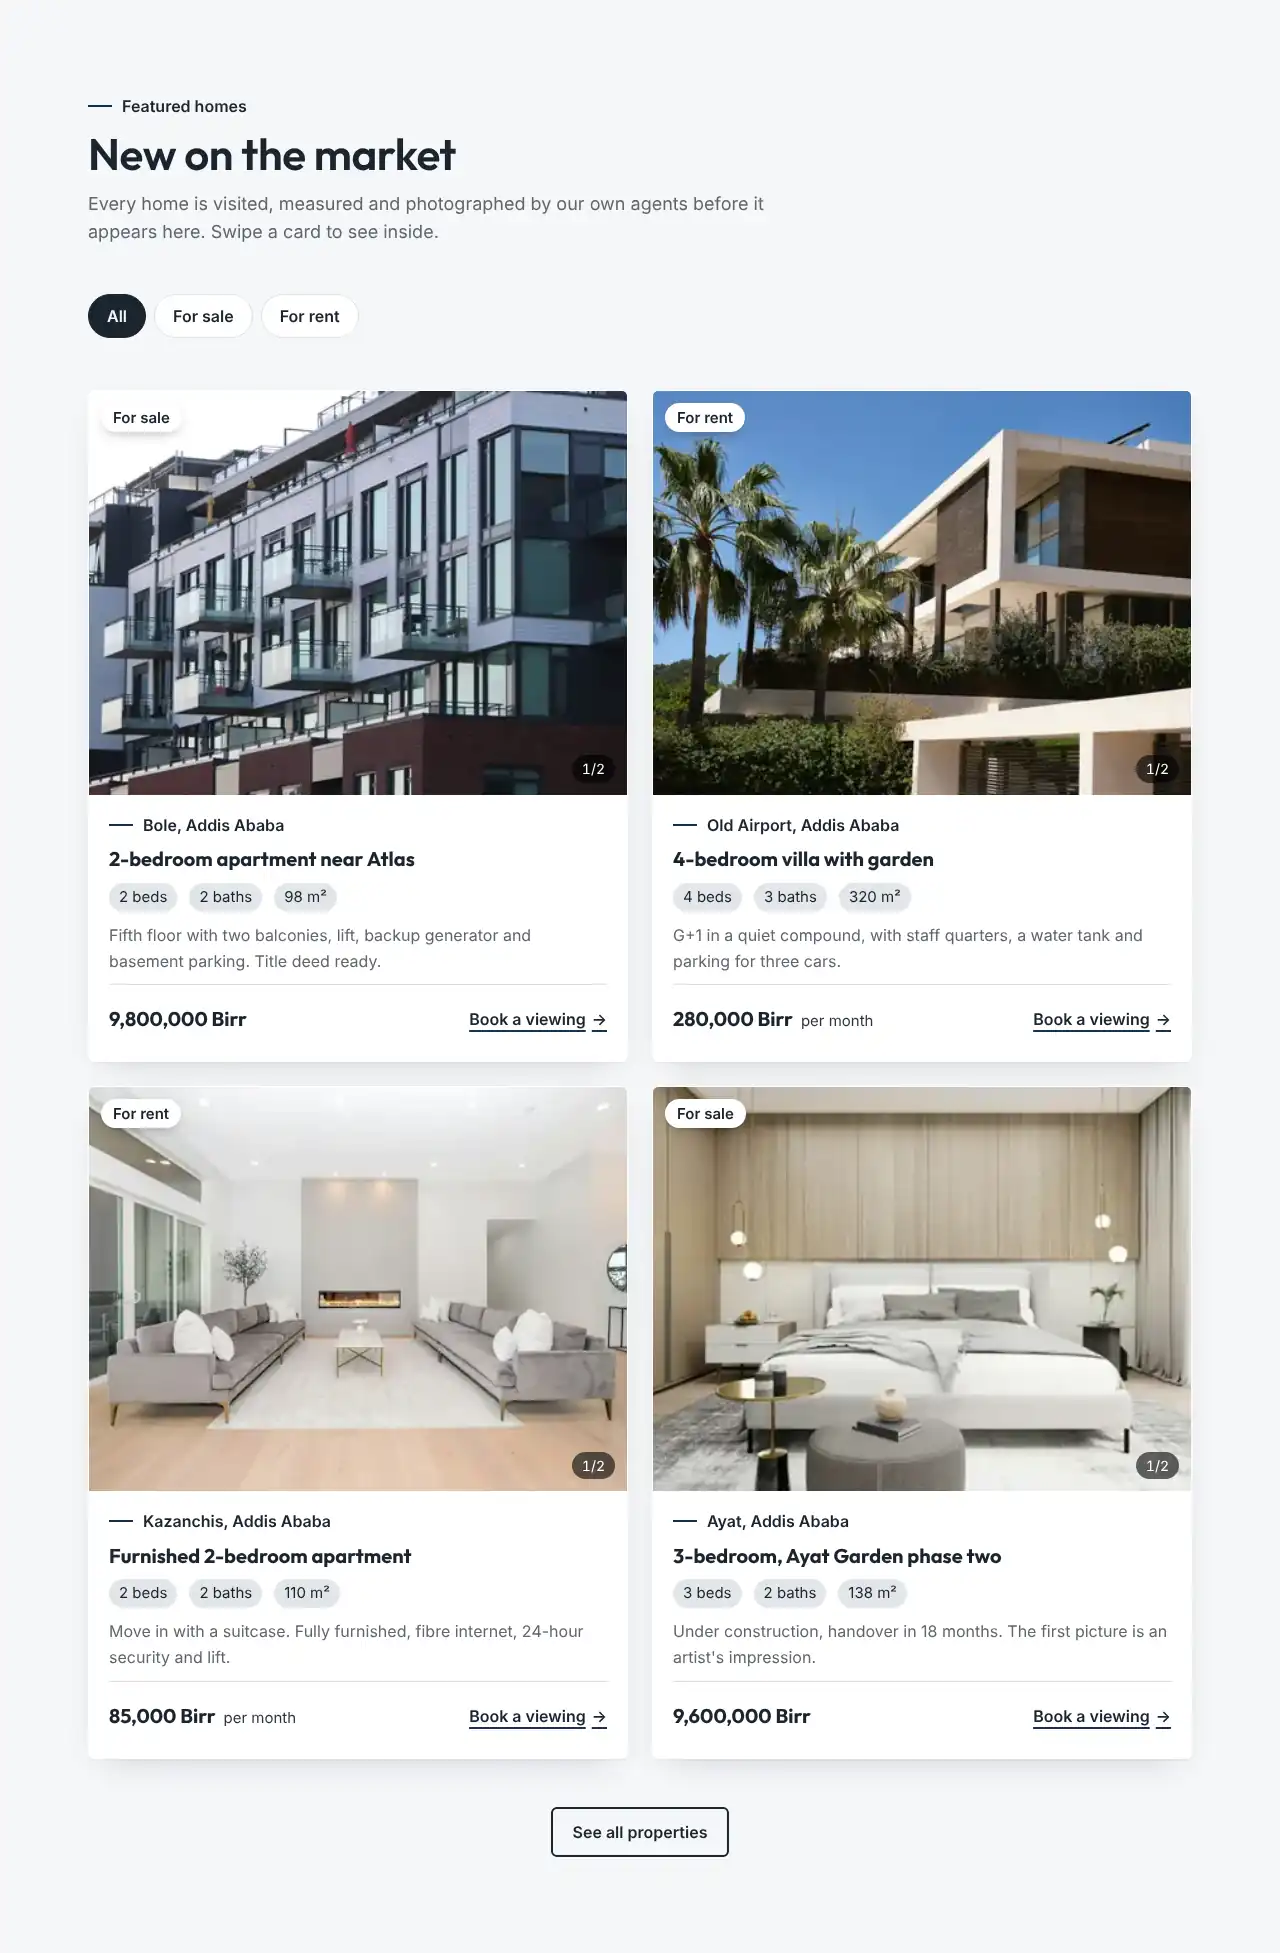 Featured homes
New on the market
Every home is visited, measured and photographed by our own agents before it
appears here. Swipe a card to see inside.
All
For sale
For rent
For sale
1/2
Bole, Addis Ababa
2-bedroom apartment near Atlas
2 beds
2 baths
98 m²
Fifth floor with two balconies, lift, backup generator and
basement parking. Title deed ready.
9,800,000 Birr
Book a viewing →
For rent
1/2
Old Airport, Addis Ababa
4-bedroom villa with garden
4 beds
3 baths
320 m²
G+1 in a quiet compound, with staff quarters, a water tank and
parking for three cars.
280,000 Birr per month
Book a viewing →
For rent
1/2
Kazanchis, Addis Ababa
Furnished 2-bedroom apartment
2 beds
2 baths
110 m²
Move in with a suitcase. Fully furnished, fibre internet, 24-hour
security and lift.
85,000 Birr per month
Book a viewing →
For sale
1/2
Ayat, Addis Ababa
3-bedroom, Ayat Garden phase two
3 beds
2 baths
138 m²
Under construction, handover in 18 months. The first picture is an
artist's impression.
9,600,000 Birr
Book a viewing →
See all properties